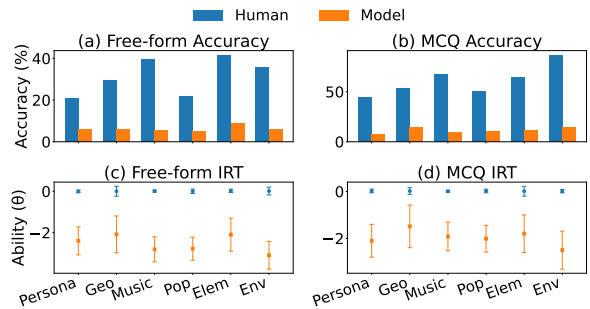 Human Model
(a) Free-form Accuracy
(b) MCQ Accuracy
Accuracy (%)
40
20
0
50
0
(c) Free-form IRT
(d) MCQ IRT
Ability (θ)
0
−2
0
−2
Persona Geo Music Pop Elem Env
Persona Geo Music Pop Elem Env